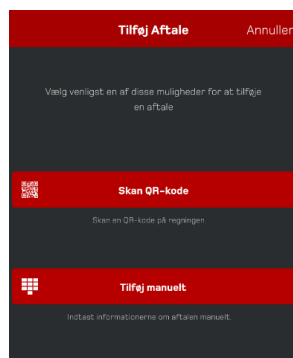 Tilføj Aftale
Annuller
Vælg venligst en af disse muligheder for at tilføje
en aftale
Skan QR-kode
Skan en QR-kode på regningen.
Tilføj manuelt
Indtast informationerne om aftalen manuelt.